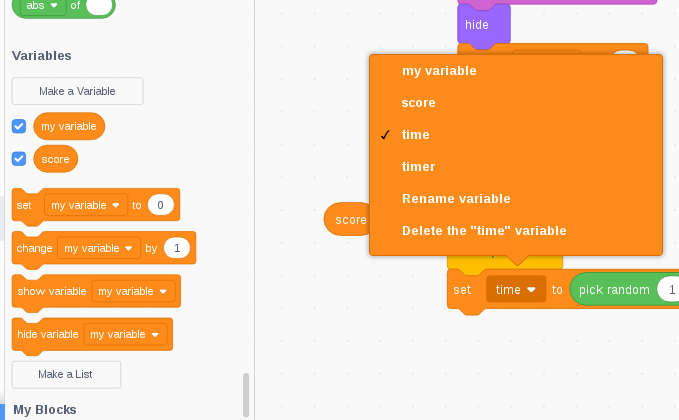 abs of
Variables
Make a Variable
my variable
score
set my variable to 0
change my variable by 1
show variable my variable
hide variable my variable
Make a List
My Blocks
hide
my variable
score
✓ time
timer
Rename variable
Delete the "time" variable
score
set time to pick random 1